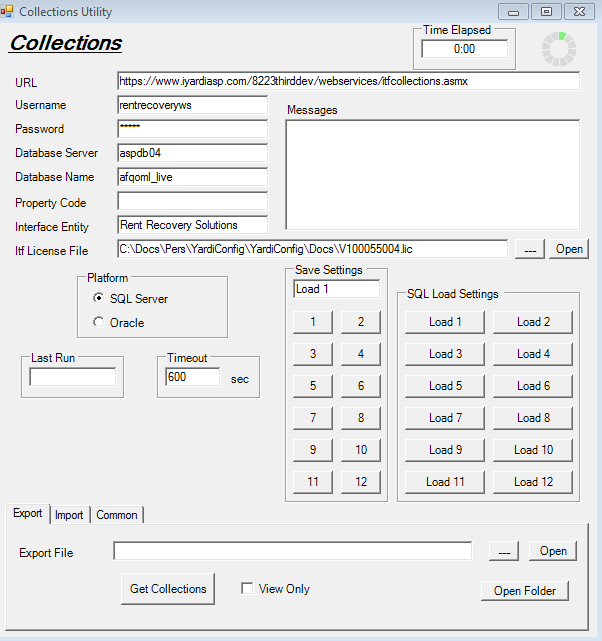 Collections Utility
Collections
Time Elapsed
0:00
URL
https://www.iyardiasp.com/8223thirddev/webservices/itfcollections.asmx
Username
rentrecoveryws
Messages
Password
*****
Database Server
aspdb04
Database Name
afqoml_live
Property Code
Interface Entity
Rent Recovery Solutions
Itf License File
C:\Docs\Pers\YardiConfig\YardiConfig\Docs\V100055004.lic
---
Open
Platform
SQL Server
Oracle
Save Settings
Load 1
1 2
3 4
5 6
7 8
9 10
11 12
SQL Load Settings
Load 1 Load 2
Load 3 Load 4
Load 5 Load 6
Load 7 Load 8
Load 9 Load 10
Load 11 Load 12
Last Run
Timeout
600 sec
Export Import Common
Export File
---
Open
Get Collections
View Only
Open Folder